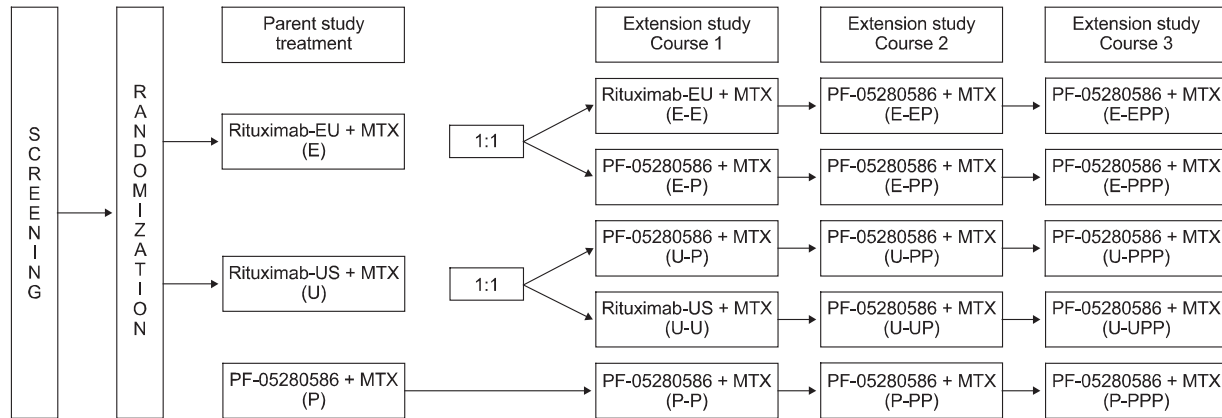 SCREENING
RANDOMIZATION
Parent study
treatment
Extension study
Course 1
Extension study
Course 2
Extension study
Course 3
Rituximab-EU + MTX
(E)
1:1
Rituximab-EU + MTX
(E-E)
PF-05280586 + MTX
(E-EP)
PF-05280586 + MTX
(E-EPP)
PF-05280586 + MTX
(E-P)
PF-05280586 + MTX
(E-PP)
PF-05280586 + MTX
(E-PPP)
Rituximab-US + MTX
(U)
1:1
PF-05280586 + MTX
(U-P)
PF-05280586 + MTX
(U-PP)
PF-05280586 + MTX
(U-PPP)
Rituximab-US + MTX
(U-U)
PF-05280586 + MTX
(U-UP)
PF-05280586 + MTX
(U-UPP)
PF-05280586 + MTX
(P)
PF-05280586 + MTX
(P-P)
PF-05280586 + MTX
(P-PP)
PF-05280586 + MTX
(P-PPP)